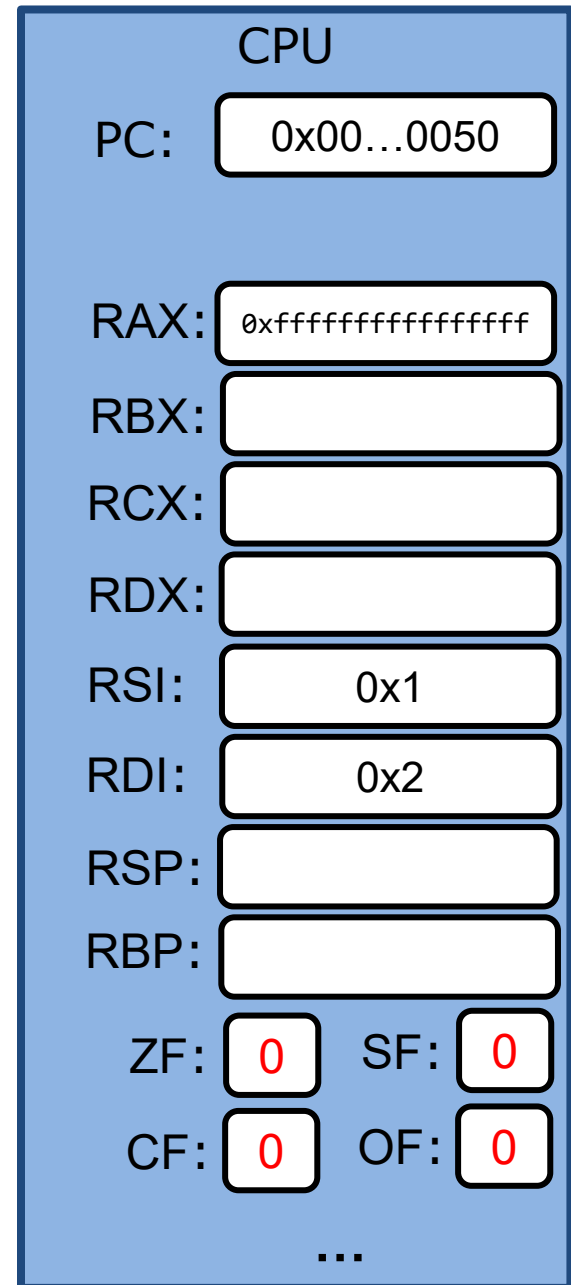 CPU
PC: 0x00...0050
RAX: 0xffffffffffffffff
RBX:
RCX:
RDX:
RSI: 0x1
RDI: 0x2
RSP:
RBP:
ZF: 0 SF: 0
CF: 0 OF: 0
...